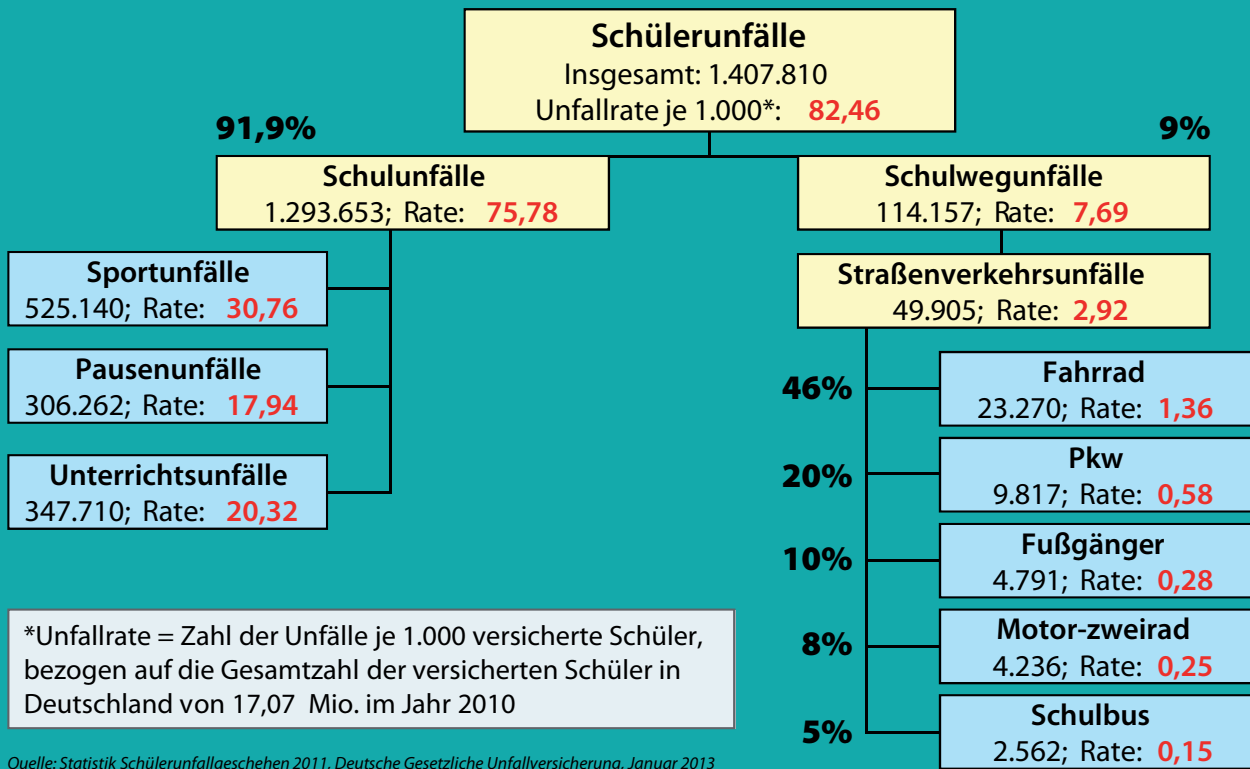 Schülerunfälle
Insgesamt: 1.407.810
Unfallrate je 1.000*: 82,46
91,9%
9%
Schulunfälle
1.293.653; Rate: 75,78
Schulwegunfälle
114.157; Rate: 7,69
Sportunfälle
525.140; Rate: 30,76
Pausenunfälle
306.262; Rate: 17,94
Unterrichtsunfälle
347.710; Rate: 20,32
Straßenverkehrsunfälle
49.905; Rate: 2,92
46%
Fahrrad
23.270; Rate: 1,36
20%
Pkw
9.817; Rate: 0,58
10%
Fußgänger
4.791; Rate: 0,28
8%
Motor-zweirad
4.236; Rate: 0,25
5%
Schulbus
2.562; Rate: 0,15
*Unfallrate = Zahl der Unfälle je 1.000 versicherte Schüler,
bezogen auf die Gesamtzahl der versicherten Schüler in
Deutschland von 17,07 Mio. im Jahr 2010
Quelle: Statistik Schülerunfallgeschehen 2011, Deutsche Gesetzliche Unfallversicherung, Januar 2013